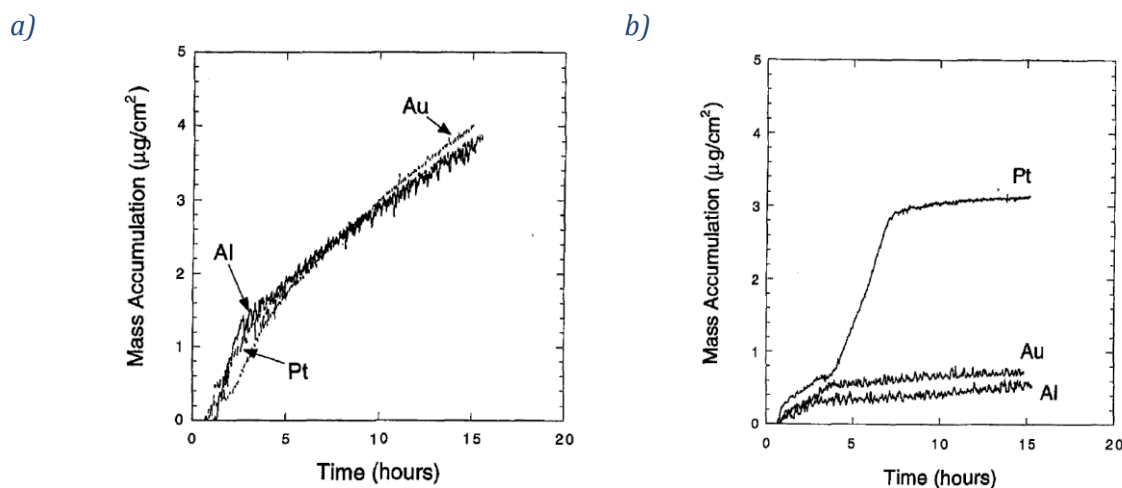 a)
b)
Mass Accumulation (µg/cm²)
5
4
3
2
1
0
Au
Al
Pt
0 5 10 15 20
Time (hours)
Mass Accumulation (µg/cm²)
5
4
3
2
1
0
Pt
Au
Al
0 5 10 15 20
Time (hours)